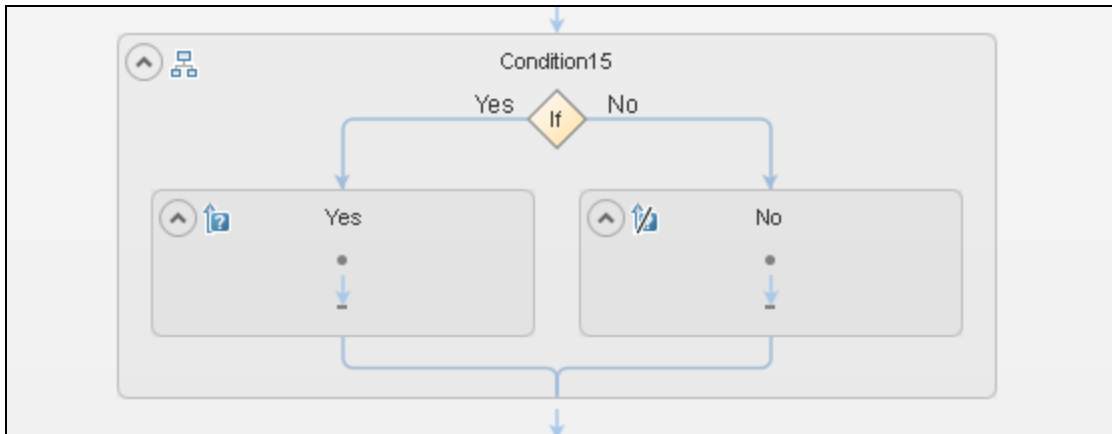 Condition15
Yes If No
? Yes
No